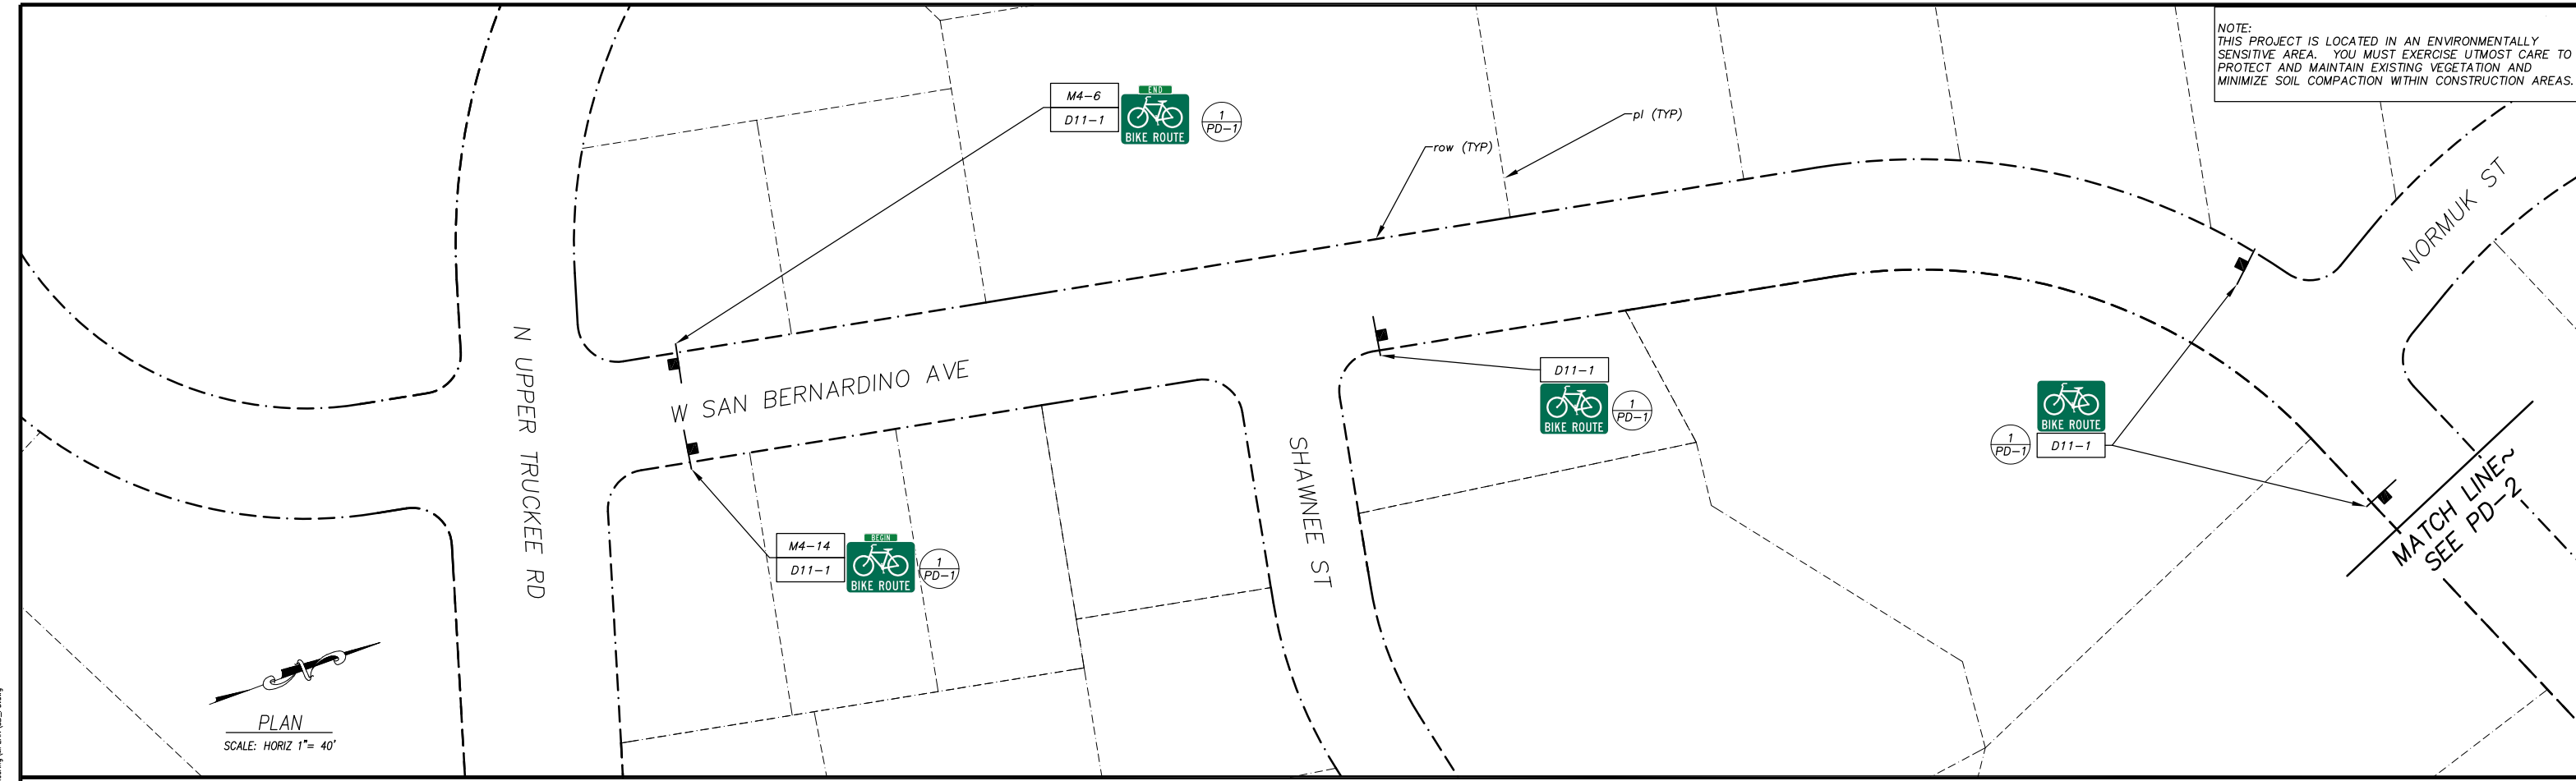 NOTE:
THIS PROJECT IS LOCATED IN AN ENVIRONMENTALLY
SENSITIVE AREA. YOU MUST EXERCISE UTMOST CARE TO
PROTECT AND MAINTAIN EXISTING VEGETATION AND
MINIMIZE SOIL COMPACTION WITHIN CONSTRUCTION AREAS.
M4-6
D11-1
END
BIKE ROUTE
1
PD-1
pl (TYP)
row (TYP)
NORMUK ST
N UPPER TRUCKEE RD
W SAN BERNARDINO AVE
D11-1
BIKE ROUTE
1
PD-1
SHAWNEE ST
BIKE ROUTE
D11-1
1
PD-1
MATCH LINE~
SEE PD-2
M4-14
D11-1
BEGIN
BIKE ROUTE
1
PD-1
PLAN
SCALE: HORIZ 1"= 40'